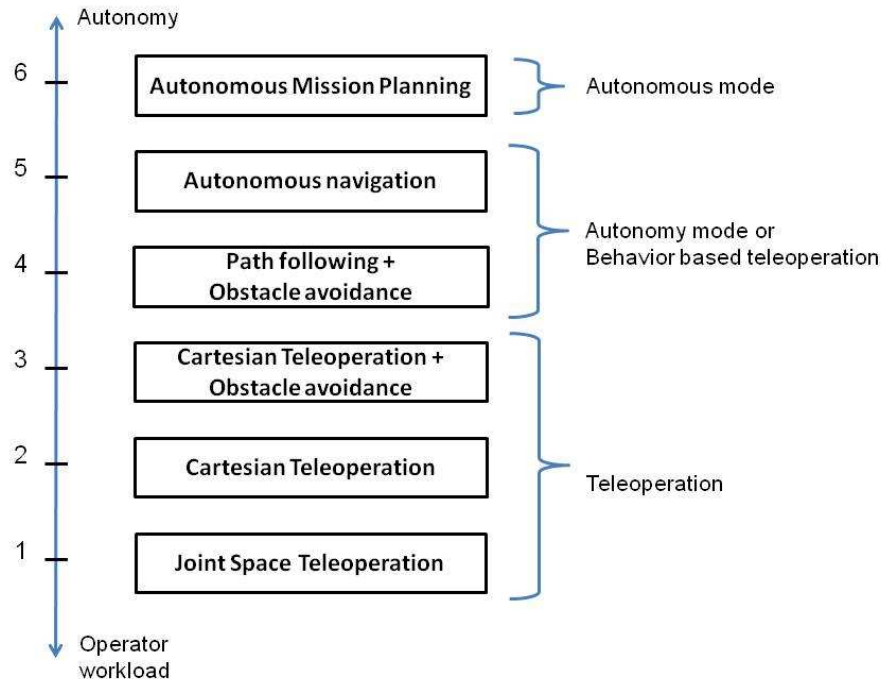 Autonomy
6
Autonomous Mission Planning
Autonomous mode
5
Autonomous navigation
Autonomy mode or
Behavior based teleoperation
4
Path following +
Obstacle avoidance
3
Cartesian Teleoperation +
Obstacle avoidance
2
Cartesian Teleoperation
Teleoperation
1
Joint Space Teleoperation
Operator
workload